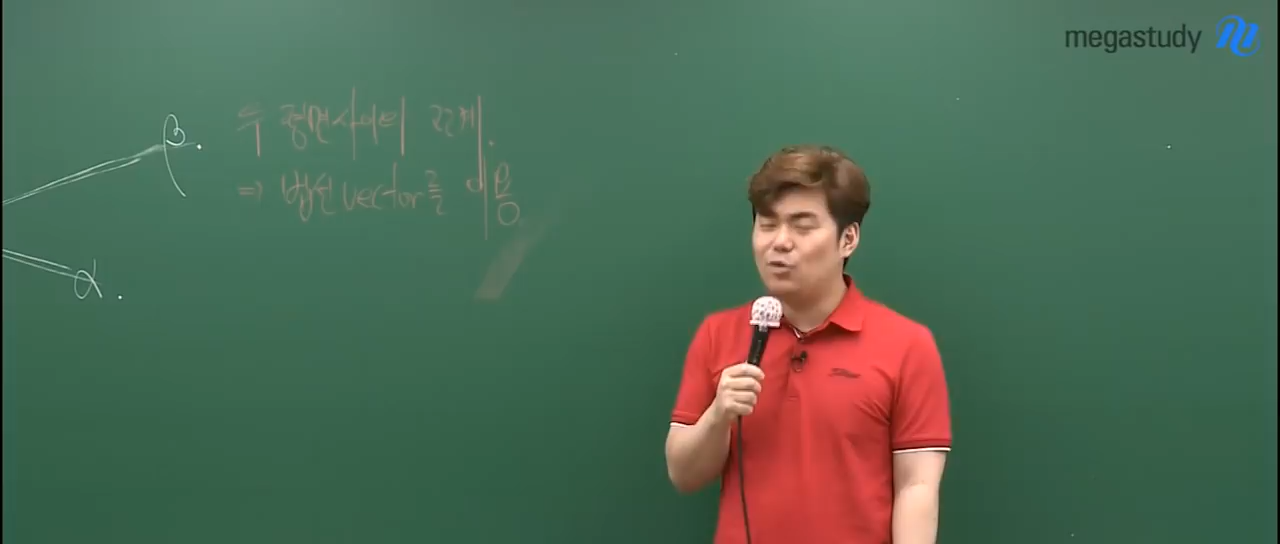 megastudy
β
두 평면사이의 관계
⇒ 법선vector를 이용
α